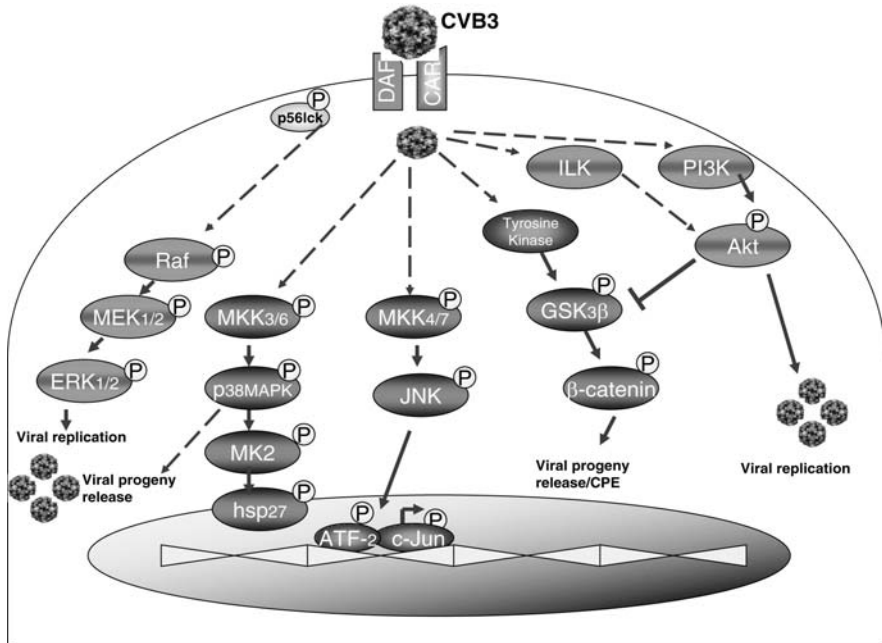 CVB3
DAF
CAR
P
p56lck
ILK
PI3K
P
Akt
Tyrosine
Kinase
Raf
P
MEK1/2
P
MKK3/6
P
MKK4/7
P
GSK3β
P
ERK1/2
P
p38MAPK
P
JNK
P
β-catenin
P
Viral replication
MK2
P
Viral progeny
release
Viral progeny
release/CPE
Viral replication
hsp27
P
ATF-2
P
c-Jun
P